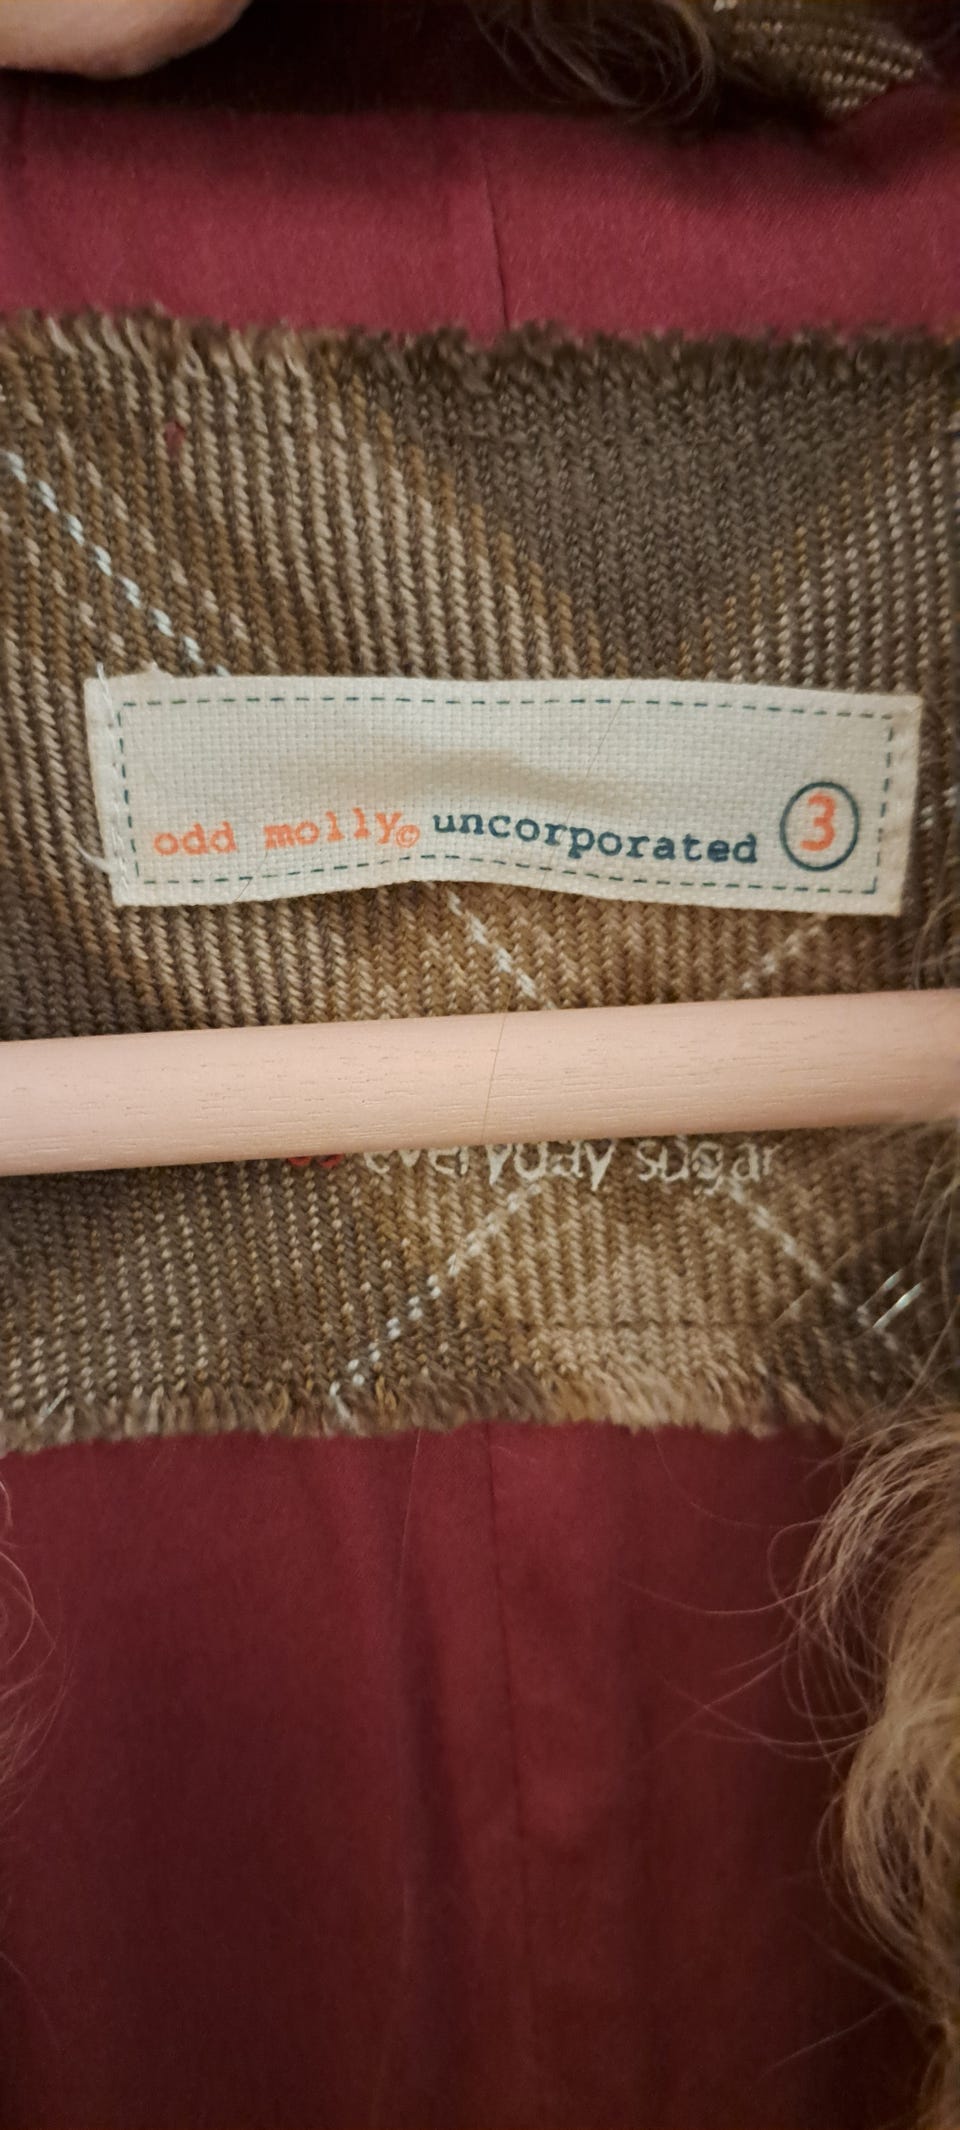 odd molly© uncorporated 3
everyday sugar